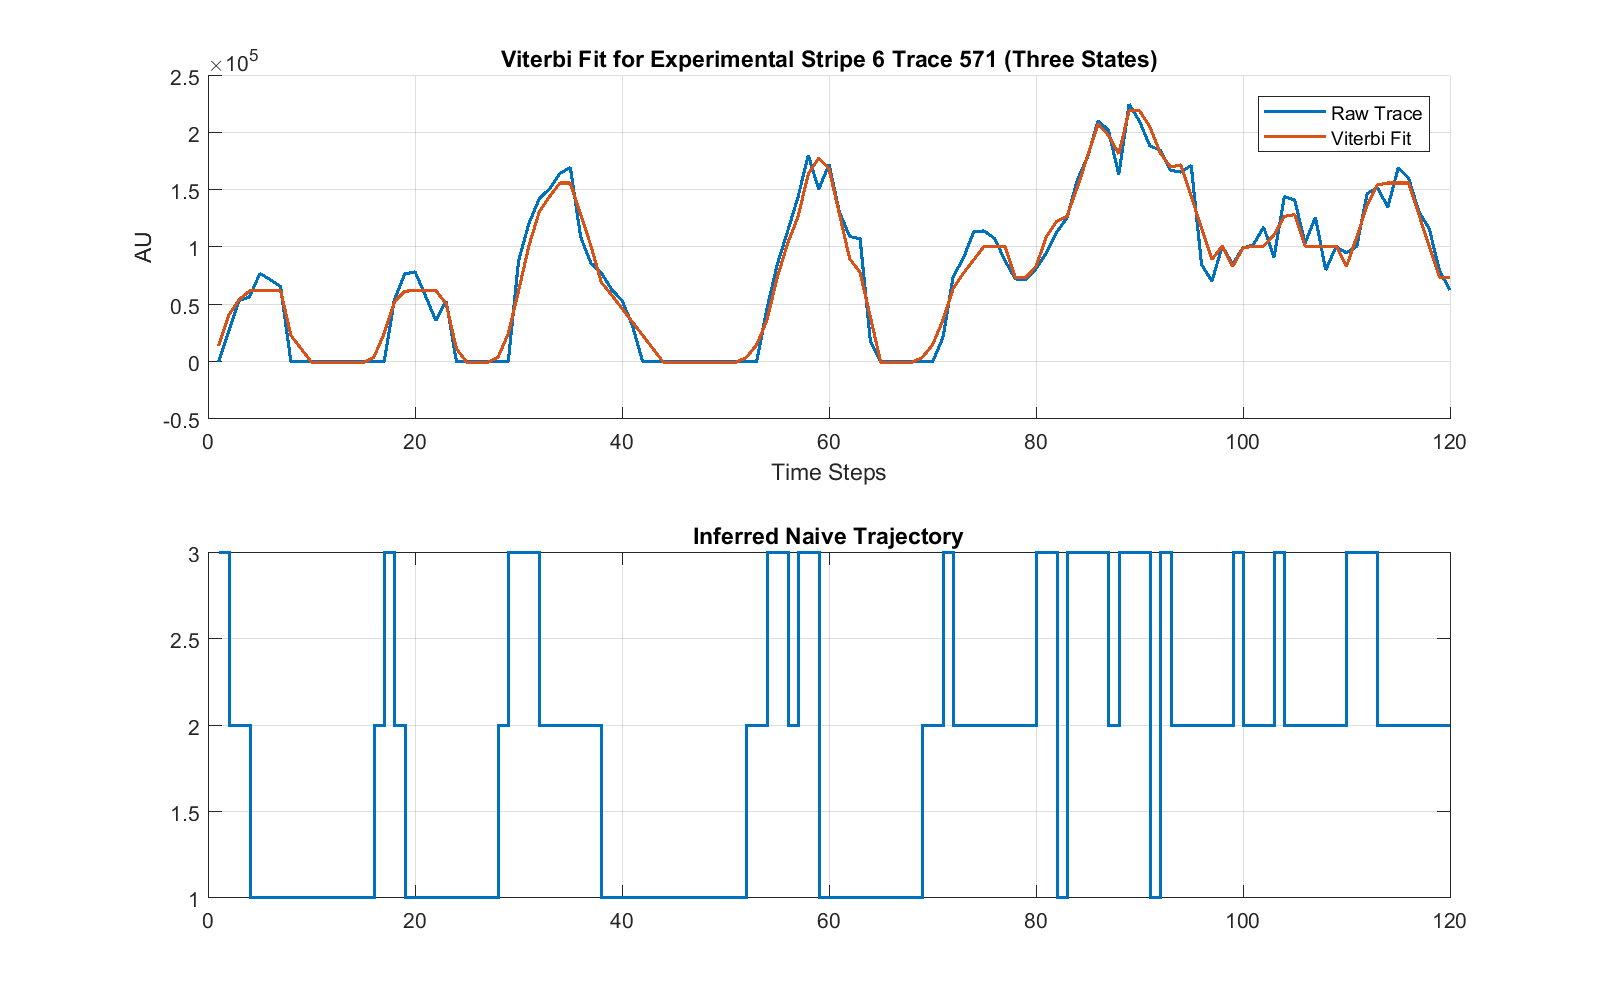 Viterbi Fit for Experimental Stripe 6 Trace 571 (Three States)
×10^5
2.5
2
1.5
1
0.5
0
-0.5
AU
Raw Trace
Viterbi Fit
0 20 40 60 80 100 120
Time Steps
Inferred Naive Trajectory
3
2.5
2
1.5
1
0 20 40 60 80 100 120